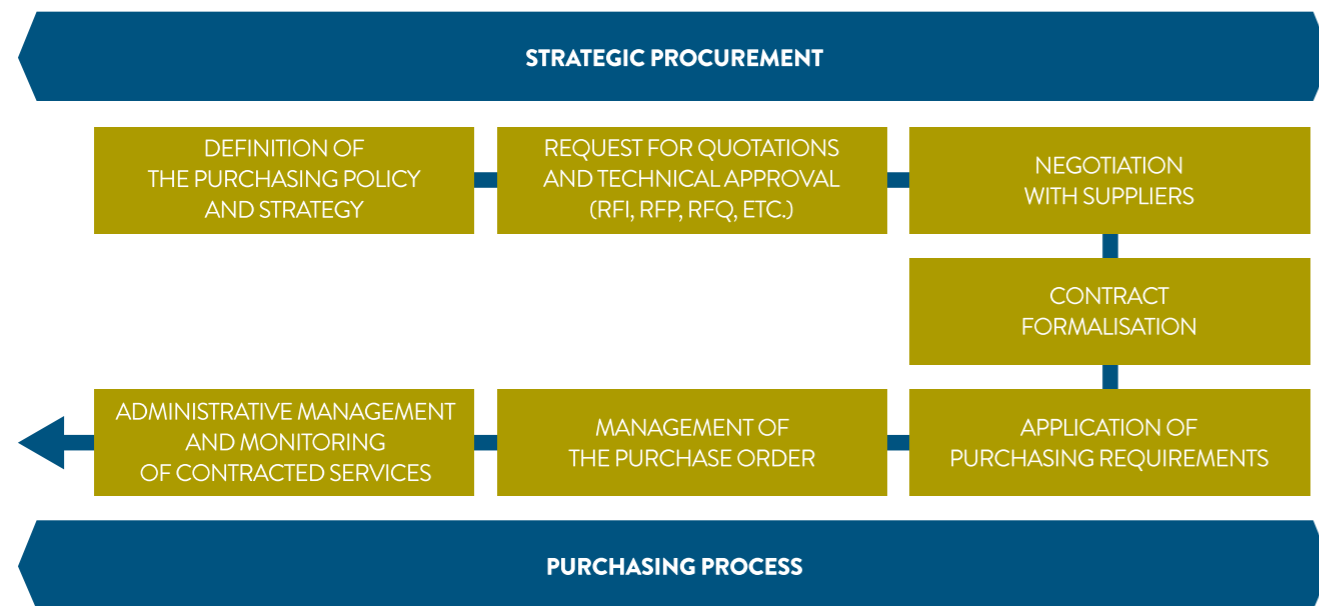 STRATEGIC PROCUREMENT
DEFINITION OF
THE PURCHASING POLICY
AND STRATEGY
REQUEST FOR QUOTATIONS
AND TECHNICAL APPROVAL
(RFI, RFP, RFQ, ETC.)
NEGOTIATION
WITH SUPPLIERS
CONTRACT
FORMALISATION
APPLICATION OF
PURCHASING REQUIREMENTS
MANAGEMENT OF
THE PURCHASE ORDER
ADMINISTRATIVE MANAGEMENT
AND MONITORING
OF CONTRACTED SERVICES
PURCHASING PROCESS